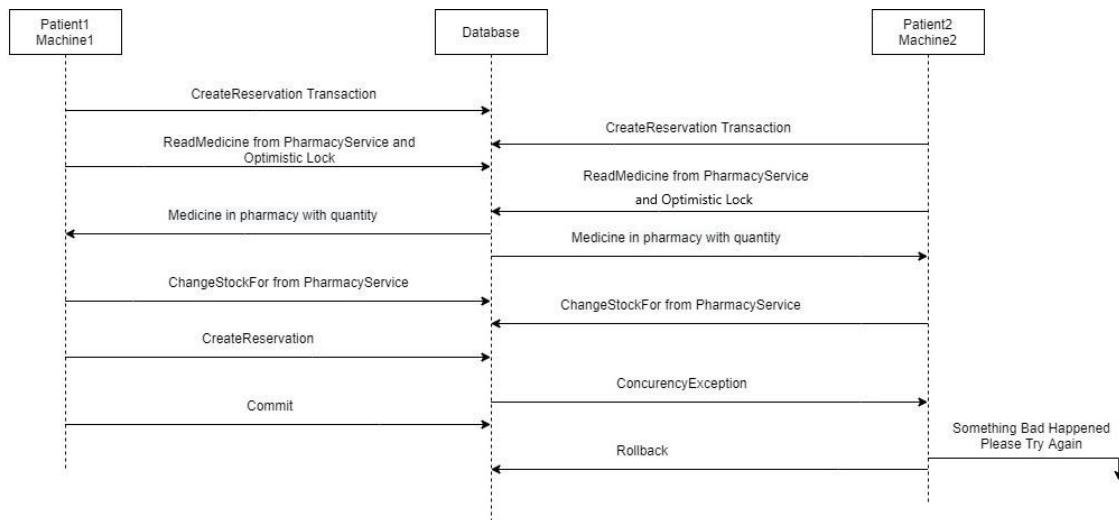 Patient1
Machine1
Database
Patient2
Machine2
CreateReservation Transaction
CreateReservation Transaction
ReadMedicine from PharmacyService and
Optimistic Lock
ReadMedicine from PharmacyService
and Optimistic Lock
Medicine in pharmacy with quantity
Medicine in pharmacy with quantity
ChangeStockFor from PharmacyService
ChangeStockFor from PharmacyService
CreateReservation
ConcurencyException
Commit
Something Bad Happened
Please Try Again
Rollback